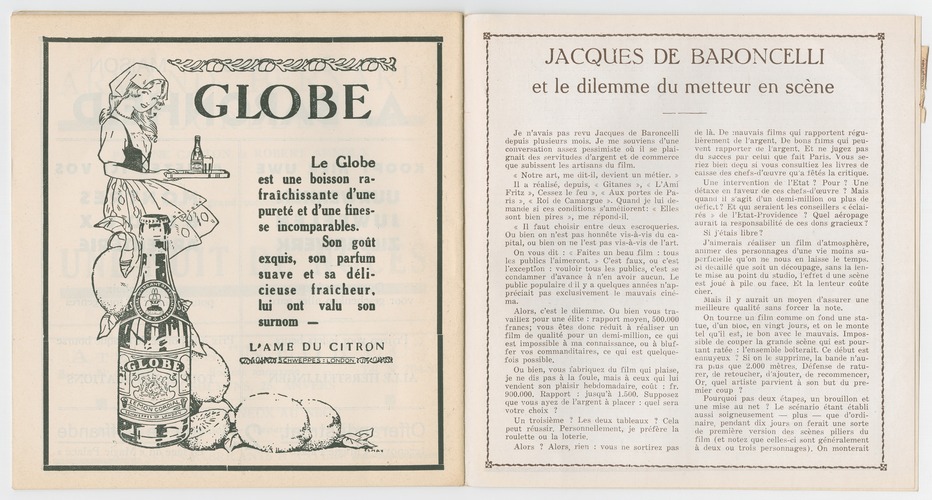 GLOBE
Le Globe
est une boisson ra-
fraîchissante d'une
pureté et d'une fines-
se incomparables.
Son goût
exquis, son parfum
suave et sa déli-
cieuse fraîcheur,
lui ont valu son
surnom —
L'AME DU CITRON
SCHWEPPES LONDON
GLOBE
JACQUES DE BARONCELLI
et le dilemme du metteur en scène
Je n'avais pas revu Jacques de Baroncelli
depuis plusieurs mois. Je me souviens d'une
conversation assez pessimiste où il se plai-
gnait des servitudes d'argent et de commerce
que subissent les artisans du film.
« Notre art, me dit-il, devient un métier. »
Il a réalisé, depuis, « Gitanes », « L'Ami
Fritz », Cessez le feu », « Aux portes de Pa-
ris », « Roi de Camargue ». Quand je lui de-
mande si ces conditions s'améliorent: « Elles
sont bien pires », me répond-il.
« Il faut choisir entre deux escroqueries.
Ou bien on n'est pas honnête vis-à-vis du ca-
pital, ou bien on ne l'est pas vis-à-vis de l'art.
On vous dit : « Faites un beau film : tous
les publics l'aimeront. » C'est faux, ou c'est
l'exception : vouloir tous les publics, c'est se
condamner d'avance à n'en avoir aucun. Le
public populaire d'il y a quelques années n'ap-
préciait pas exclusivement le mauvais ciné-
ma.
Alors, c'est le dilemme. Ou bien vous tra-
vaillez pour une élite : rapport moyen, 500.000
francs; vous êtes donc réduit à réaliser un
film de qualité pour un demi-million, ce qui
est impossible à ma connaissance, ou à bluf-
fer vos commanditaires, ce qui est quelque-
fois possible.
Ou bien, vous fabriquez du film qui plaise,
je ne dis pas à la foule, mais à ceux qui lui
vendent son plaisir hebdomadaire, coût : fr.
900.000. Rapport : jusqu'à 1.500. Supposez
que vous ayez de l'argent à placer : quel sera
votre choix ?
Un troisième ? Les deux tableaux ? Cela
peut réussir. Personnellement, je préfère la
roulette ou la loterie.
Alors ? Alors, rien : vous ne sortirez pas
de là. De mauvais films qui rapportent régu-
lièrement de l'argent. De bons films qui peu-
vent rapporter de l'argent. Et ne jugez pas
du succès par celui que fait Paris. Vous se-
riez bien déçu si vous consultiez les livres de
caisse des chefs-d'œuvre qu'a fêtés la critique.
Une intervention de l'Etat ? Pour ? Une
détaxe en faveur de ces chefs-d'œuvre ? Mais
quand il s'agit d'un demi-million ou plus de
déficit ? Et qui seraient les conseillers « éclai-
rés » de l'Etat-Providence ? Quel aéropage
aurait la responsabilité de ces dons gracieux ?
Si j'étais libre ?
J'aimerais réaliser un film d'atmosphère,
animer des personnages d'une vie moins su-
perficielle qu'on ne nous en laisse le temps.
Si détaillé que soit un découpage, sans la len-
te mise au point du studio, l'effet d'une scène
est joué à pile ou face. Et la lenteur coûte
cher.
Mais il y aurait un moyen d'assurer une
meilleure qualité sans forcer la note.
On tourne un film comme on fond une sta-
tue, d'un bloc, en vingt jours, et on le monte
tel qu'il est, le bon avec le mauvais. Impos-
sible de couper la grande scène qui est pour-
tant ratée : l'ensemble boiterait. Ce début est
ennuyeux ? Si on le supprime, la bande n'au-
ra plus que 2.000 mètres. Défense de ratu-
rer, de retoucher, d'ajouter, de recommencer,
Or, quel artiste parvient à son but du pre-
mier coup ?
Pourquoi pas deux étapes, un brouillon et
une mise au net ? Le scénario étant établi
aussi soigneusement — plus — que d'ordi-
naire, pendant dix jours on ferait une sorte
de première version des scènes piliers du
film (et notez que celles-ci sont généralement
à deux ou trois personnages). On monterait